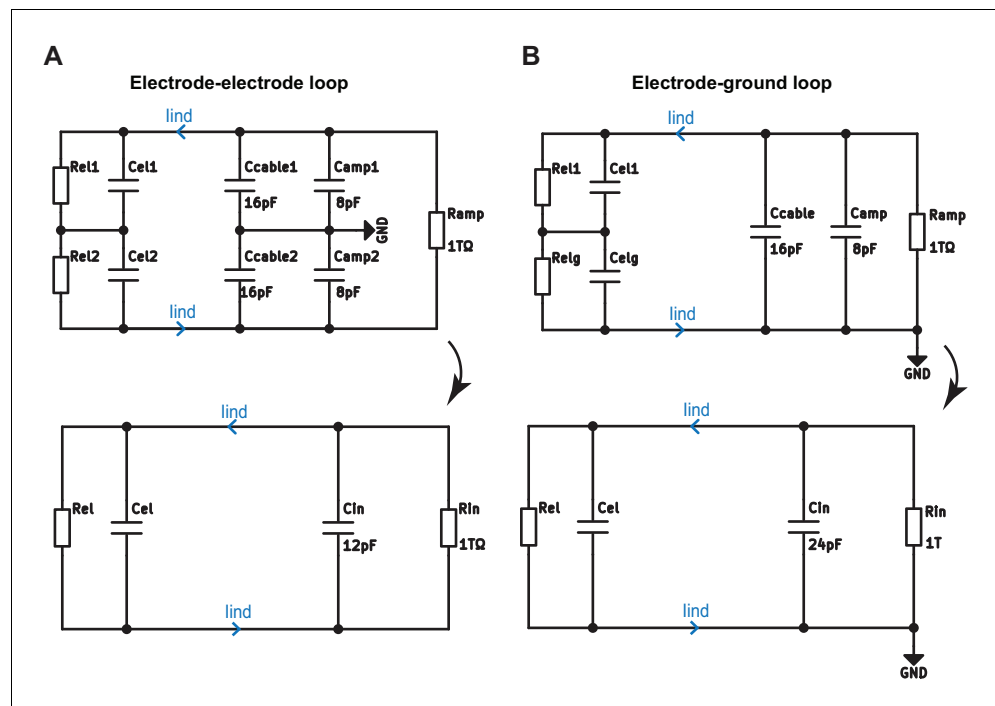 A
Electrode-electrode loop
Iind
Rel1
Cel1
Ccable1
16pF
Camp1
8pF
GND
Ramp
1TΩ
Rel2
Cel2
Ccable2
16pF
Camp2
8pF
Iind
Iind
Rel
Cel
Cin
12pF
Rin
1TΩ
Iind
B
Electrode-ground loop
Iind
Rel1
Cel1
Ccable
16pF
Camp
8pF
Ramp
1TΩ
Relg
Celg
Iind
GND
Iind
Rel
Cel
Cin
24pF
Rin
1T
Iind
GND